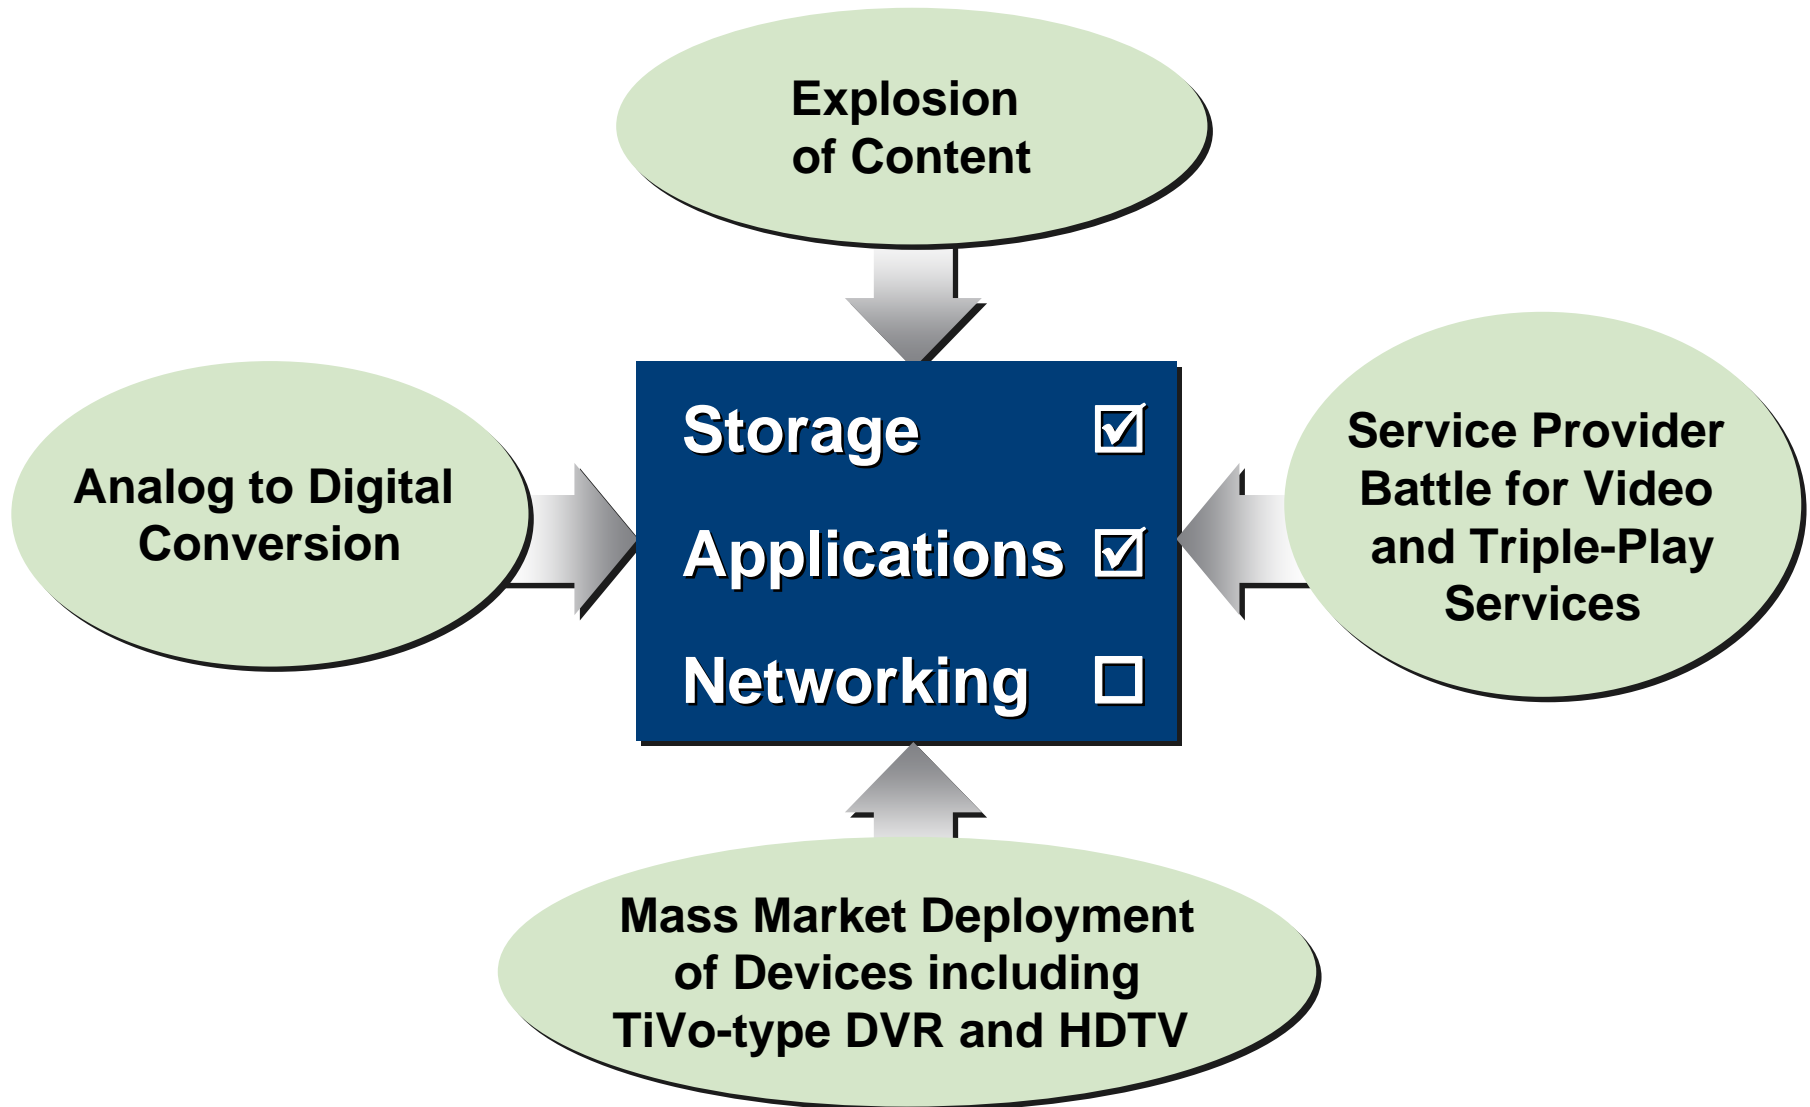 Explosion
of Content
Analog to Digital
Conversion
Storage ☑
Applications ☑
Networking ☐
Service Provider
Battle for Video
and Triple-Play
Services
Mass Market Deployment
of Devices including
TiVo-type DVR and HDTV